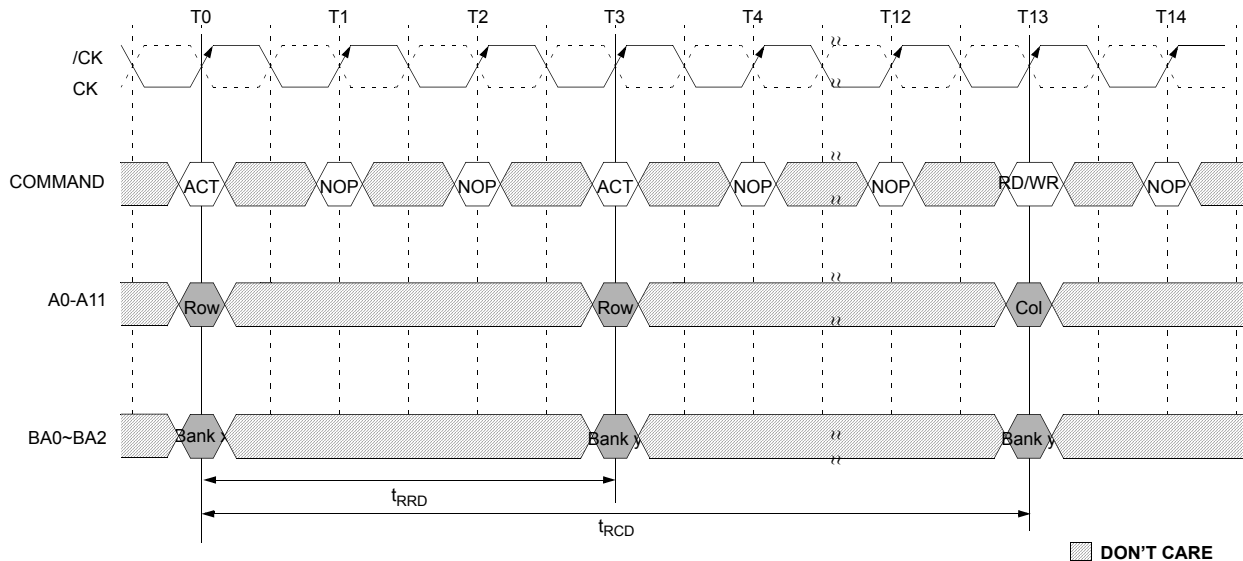 T0 T1 T2 T3 T4 T12 T13 T14
/CK
CK
COMMAND ACT NOP NOP ACT NOP NOP RD/WR NOP
A0-A11 Row Row Col
BA0~BA2 Bank x Bank y Bank y
tRRD
tRCD
DON'T CARE